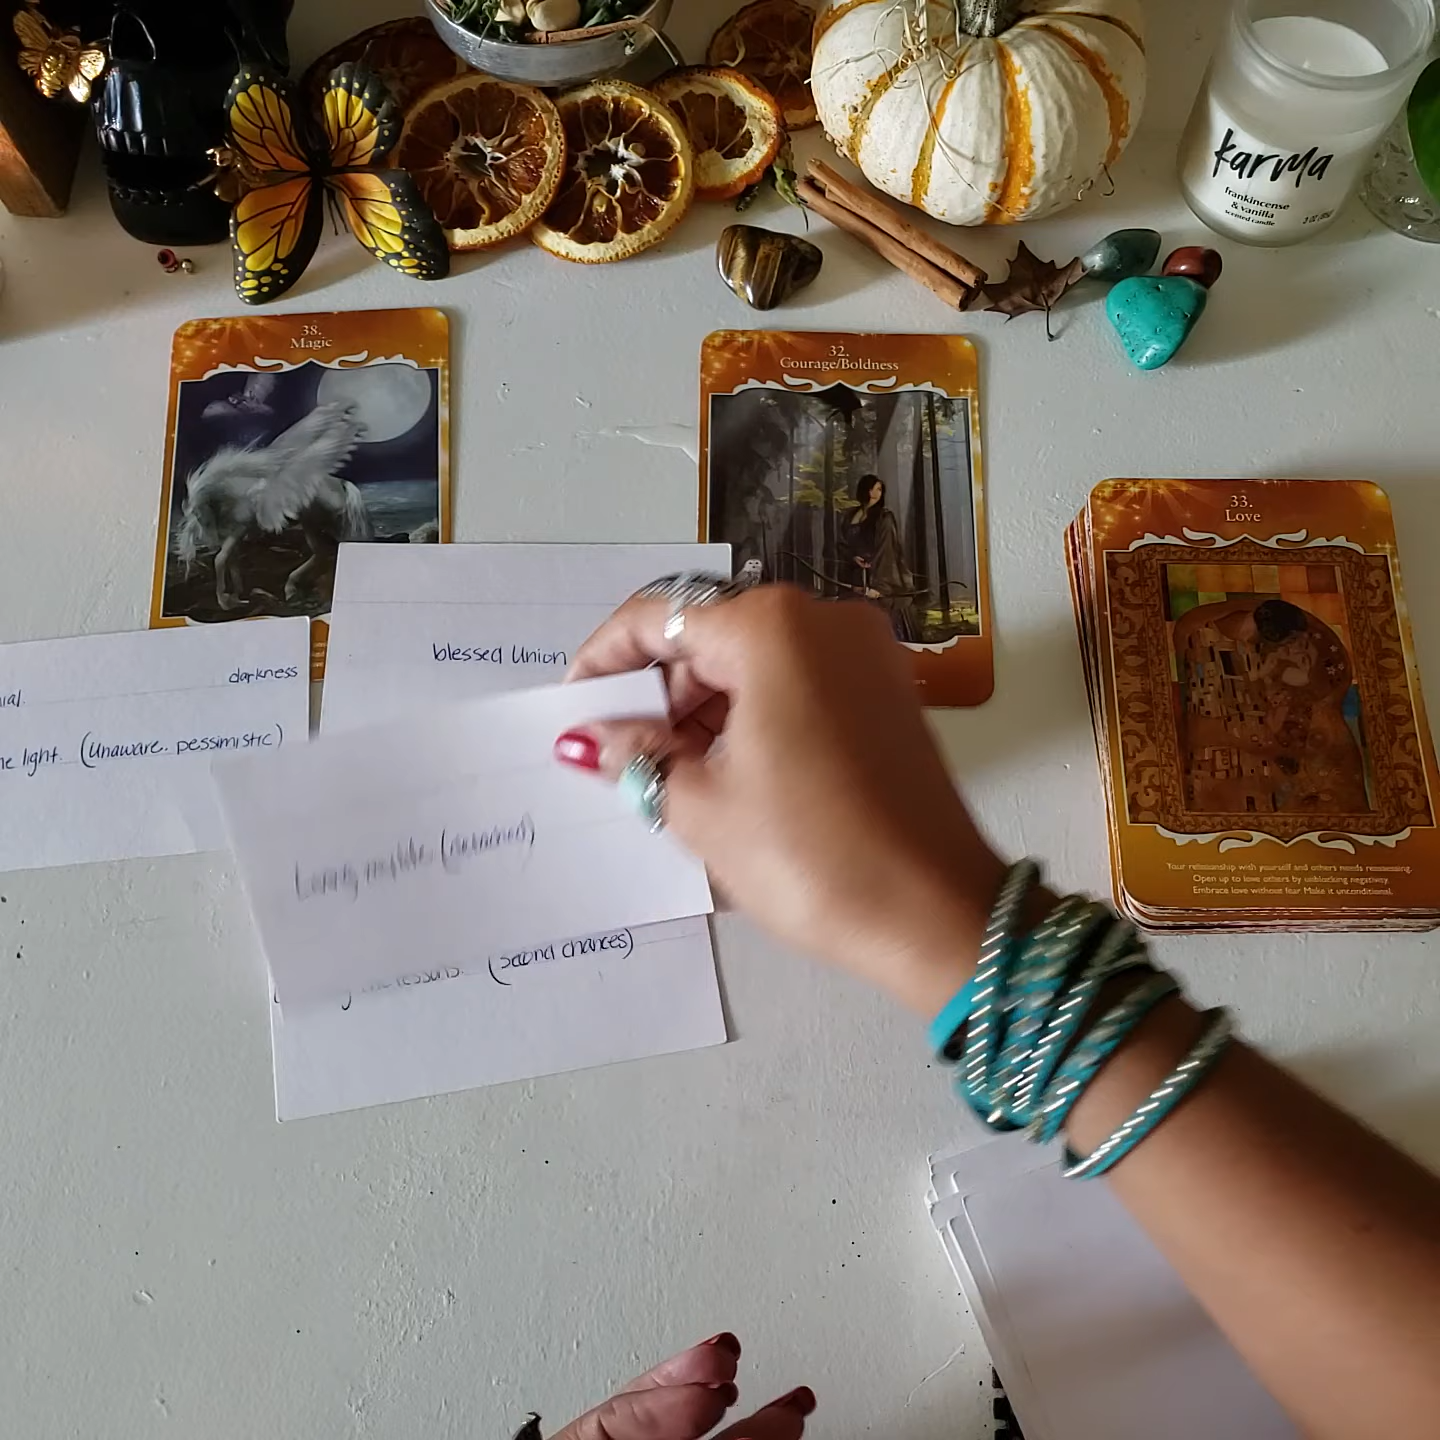 karma
frankincense
& vanilla
scented candle
38.
Magic
32.
Courage/Boldness
33.
Love
Your relationship with yourself and others needs reassessing.
Open up to love others by unblocking negativity.
Embrace love without fear Make it unconditional.
blessed Union
darkness
light. (unaware. pessimistic)
(second chances)